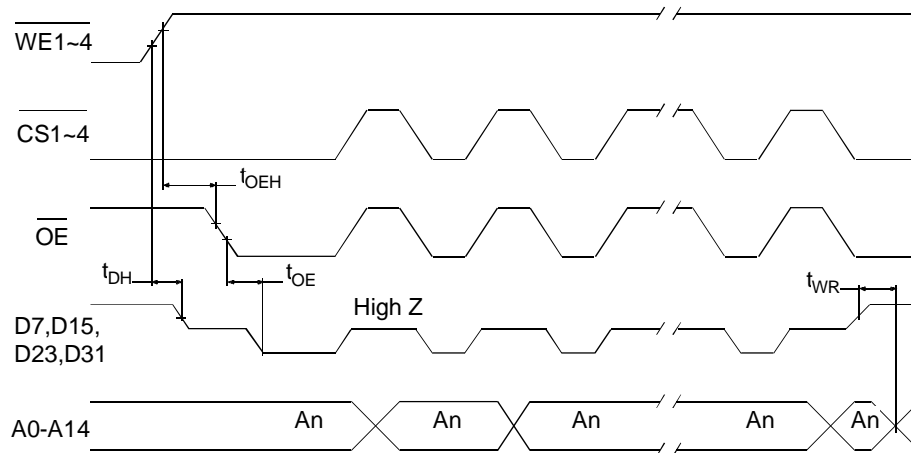 WE1~4
CS1~4
tOEH
OE
tDH
tOE
tWR
High Z
D7,D15,
D23,D31
A0-A14 An An An An An